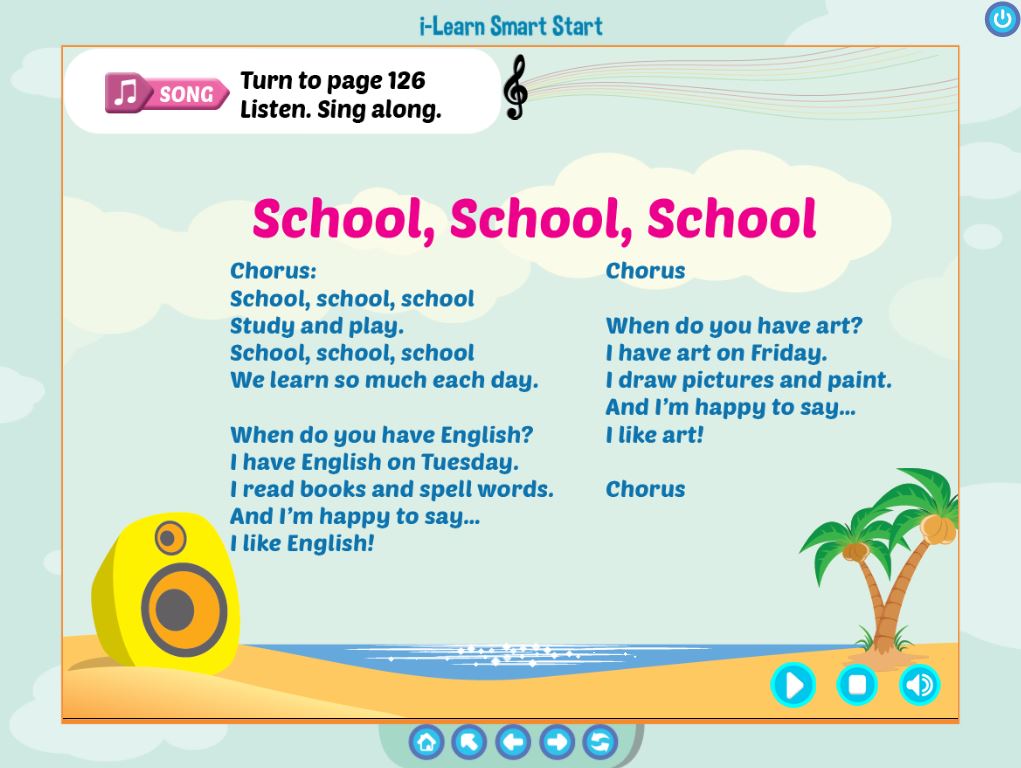 i-Learn Smart Start
SONG
Turn to page 126
Listen. Sing along.
School, School, School
Chorus:
School, school, school
Study and play.
School, school, school
We learn so much each day.
When do you have English?
I have English on Tuesday.
I read books and spell words.
And I'm happy to say...
I like English!
Chorus
When do you have art?
I have art on Friday.
I draw pictures and paint.
And I'm happy to say...
I like art!
Chorus